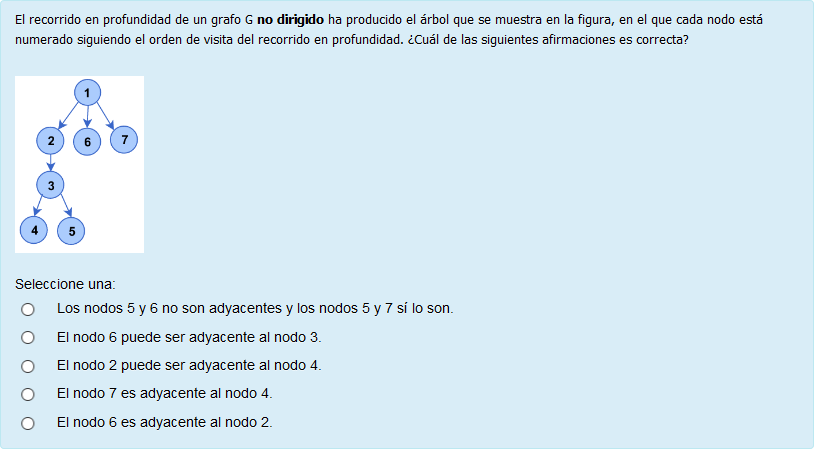 El recorrido en profundidad de un grafo G no dirigido ha producido el árbol que se muestra en la figura, en el que cada nodo está
numerado siguiendo el orden de visita del recorrido en profundidad. ¿Cuál de las siguientes afirmaciones es correcta?
1
2 6 7
3
4 5
Seleccione una:
Los nodos 5 y 6 no son adyacentes y los nodos 5 y 7 sí lo son.
El nodo 6 puede ser adyacente al nodo 3.
El nodo 2 puede ser adyacente al nodo 4.
El nodo 7 es adyacente al nodo 4.
El nodo 6 es adyacente al nodo 2.